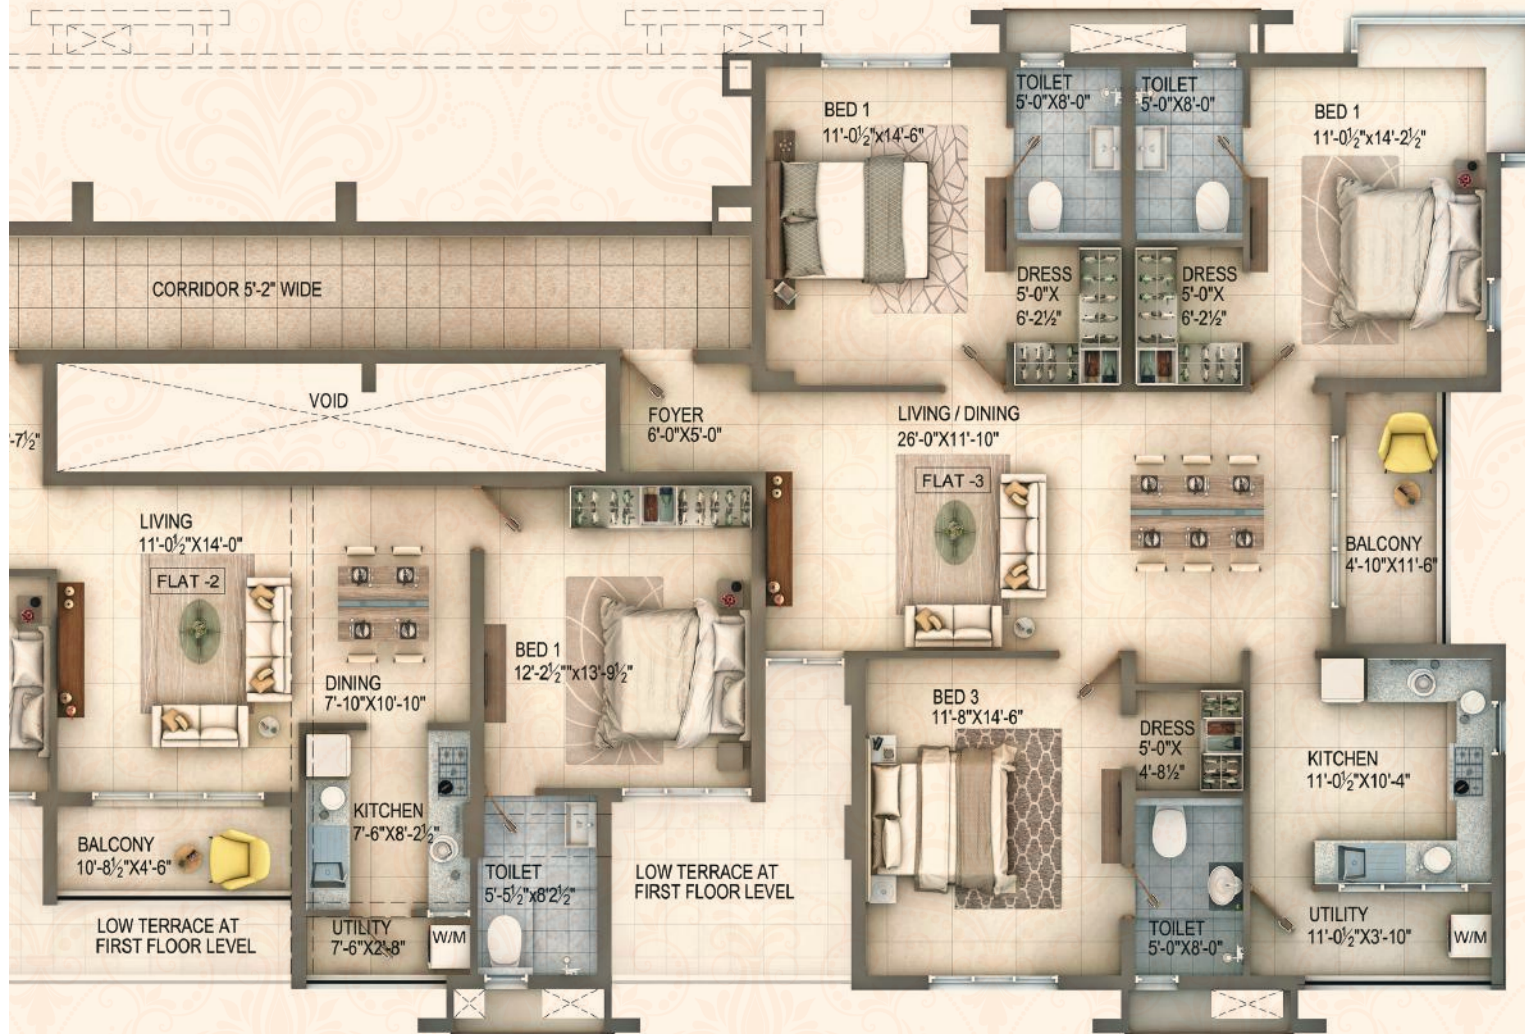 TOILET
5'-0"X8'-0"
TOILET
5'-0"X8'-0"
BED 1
11'-0½"x14'-6"
BED 1
11'-0½"x14'-2½"
CORRIDOR 5'-2" WIDE
DRESS
5'-0"X
6'-2½"
DRESS
5'-0"X
6'-2½"
VOID
FOYER
6'-0"X5'-0"
LIVING / DINING
26'-0"X11'-10"
FLAT -3
-7½"
LIVING
11'-0½"X14'-0"
FLAT -2
BALCONY
4'-10"X11'-6"
BED 1
12'-2½""x13'-9½"
DINING
7'-10"X10'-10"
BED 3
11'-8"X14'-6"
DRESS
5'-0"X
4'-8½"
KITCHEN
11'-0½"X10'-4"
KITCHEN
7'-6"X8'-2½"
BALCONY
10'-8½"X4'-6"
TOILET
5'-5½"x8'2½"
LOW TERRACE AT
FIRST FLOOR LEVEL
LOW TERRACE AT
FIRST FLOOR LEVEL
UTILITY
7'-6"X2'-8"
W/M
TOILET
5'-0"X8'-0"
UTILITY
11'-0½"X3'-10"
W/M